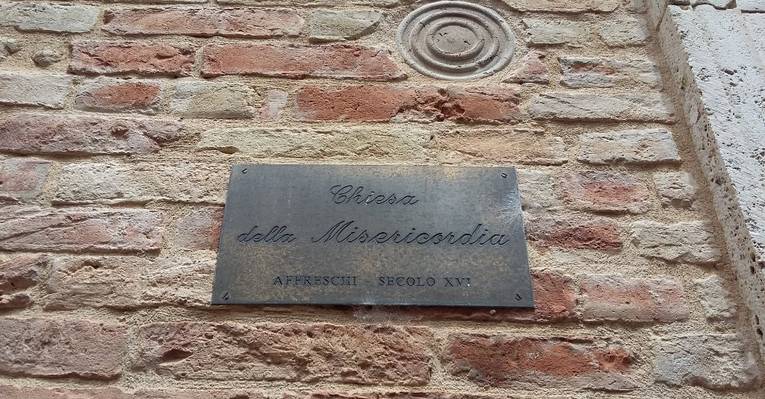 Chiesa
della Misericordia
AFFRESCHI - SECOLO XVI